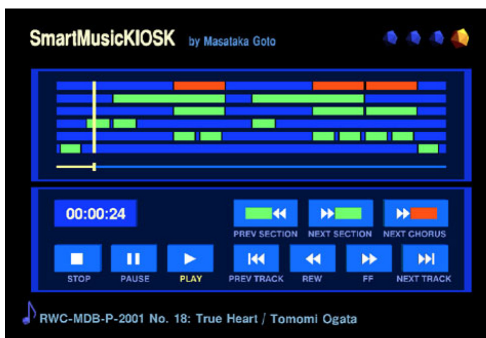 SmartMusicKIOSK by Masataka Goto
00:00:24
PREV SECTION NEXT SECTION NEXT CHORUS
STOP PAUSE PLAY PREV TRACK REW FF NEXT TRACK
RWC-MDB-P-2001 No. 18: True Heart / Tomomi Ogata